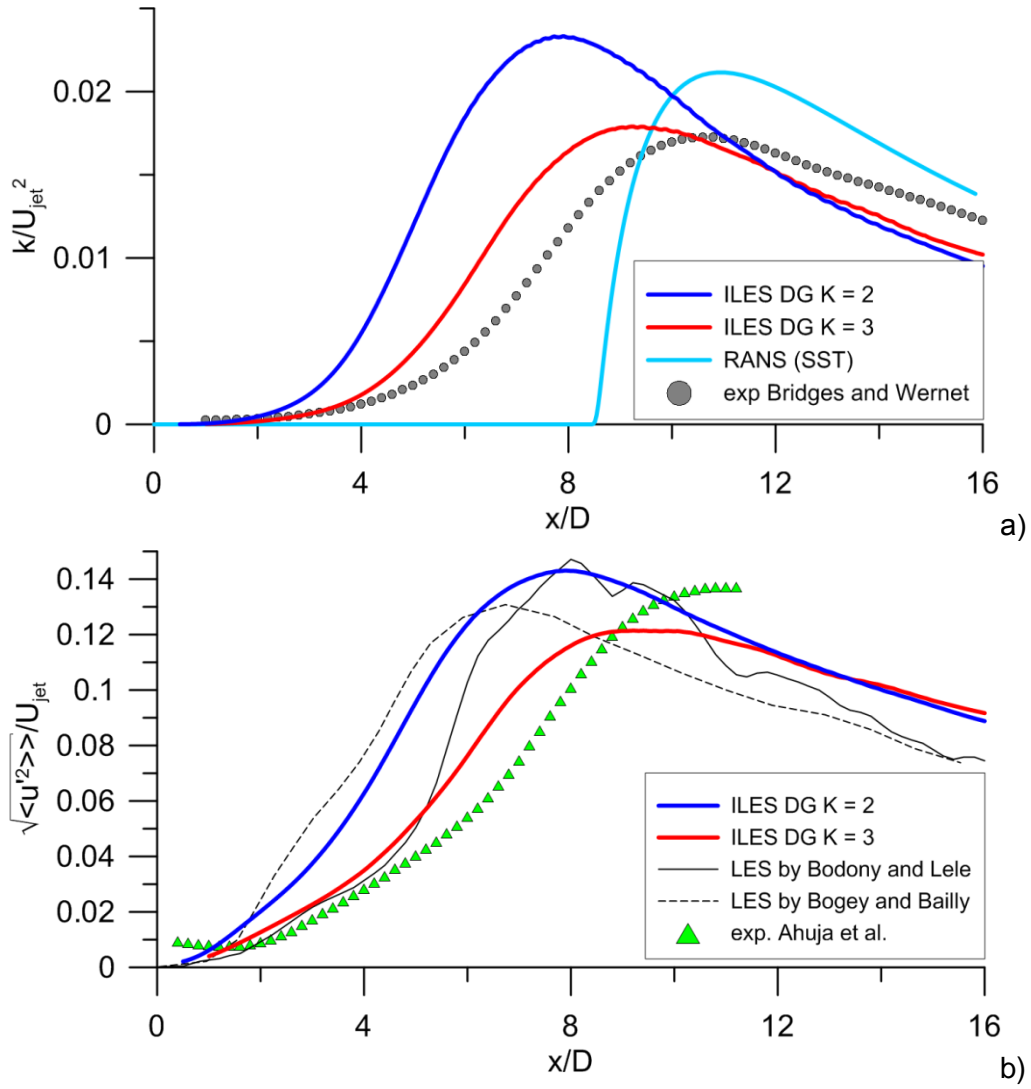 0.02
0.01
0
k/U_jet^2
ILES DG K = 2
ILES DG K = 3
RANS (SST)
exp Bridges and Wernet
0 4 8 12 16
x/D
a)
0.14
0.12
0.1
0.08
0.06
0.04
0.02
0
√<u'^2>>/U_jet
ILES DG K = 2
ILES DG K = 3
LES by Bodony and Lele
LES by Bogey and Bailly
exp. Ahuja et al.
0 4 8 12 16
x/D
b)